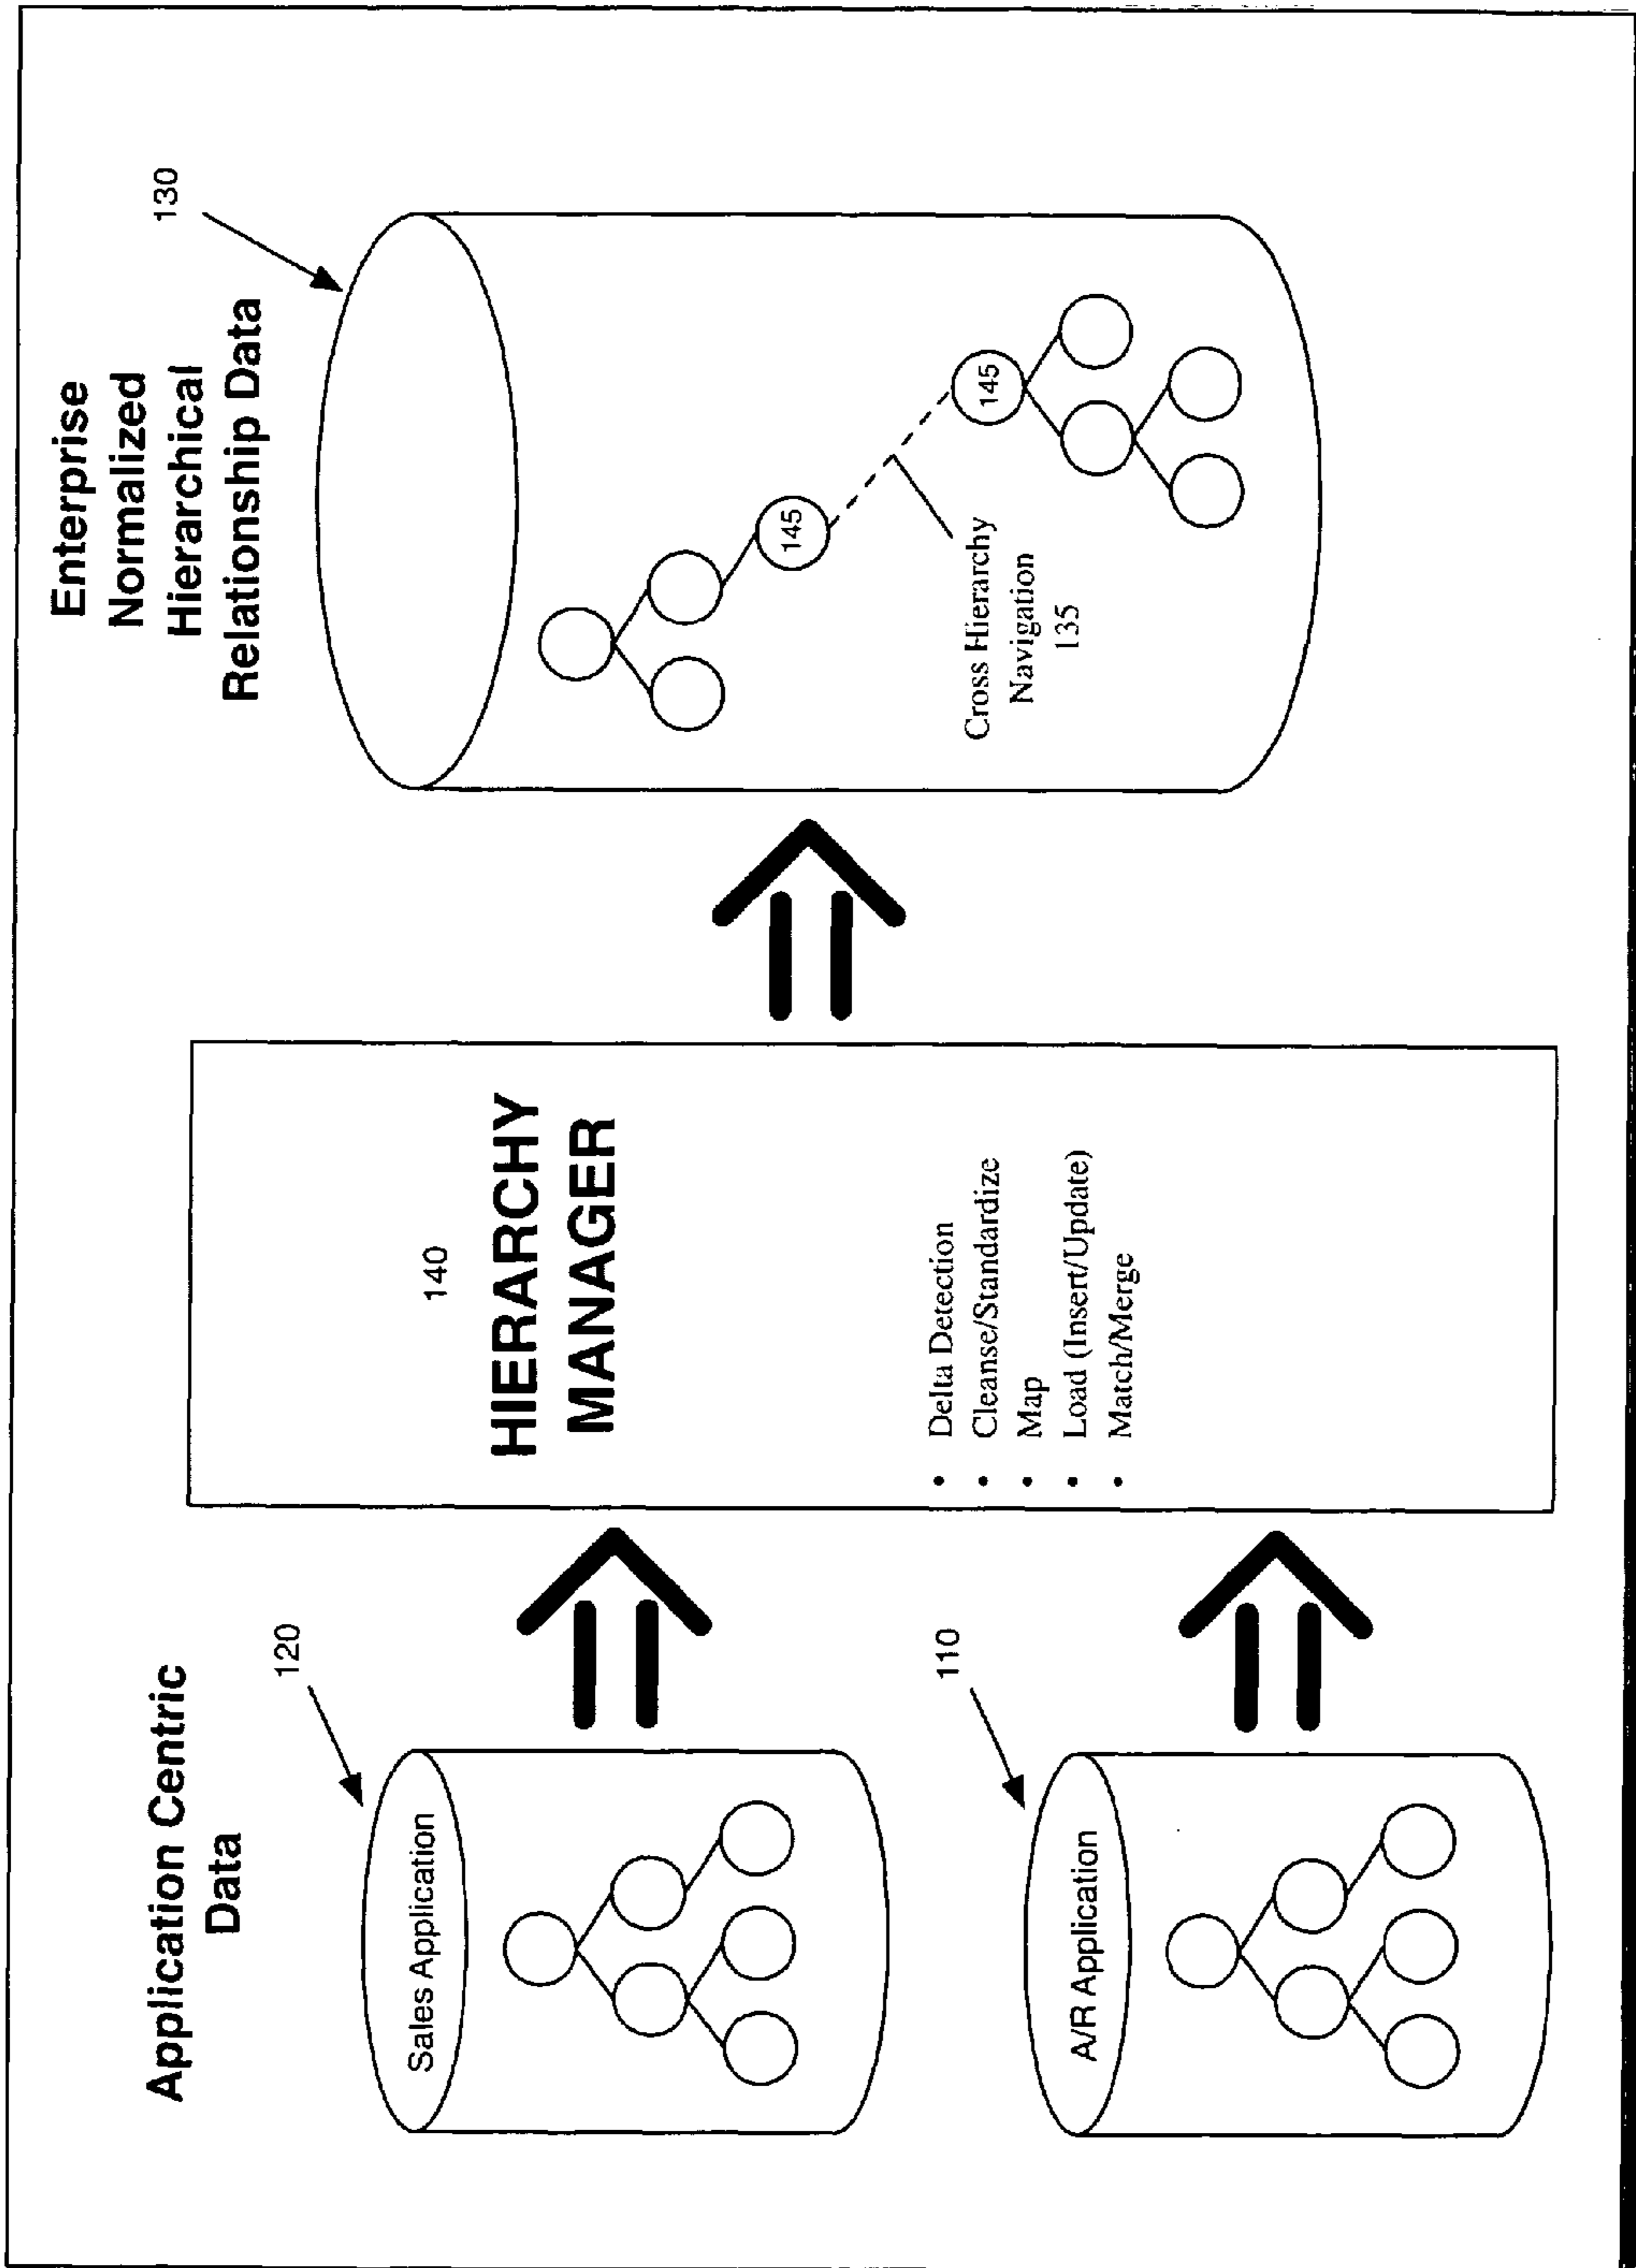 Application Centric
Data
120
Sales Application
110
A/R Application
140
HIERARCHY
MANAGER
• Delta Detection
• Cleanse/Standardize
• Map
• Load (Insert/Update)
• Match/Merge
Enterprise
Normalized
Hierarchical
Relationship Data
130
145
145
Cross Hierarchy
Navigation
135